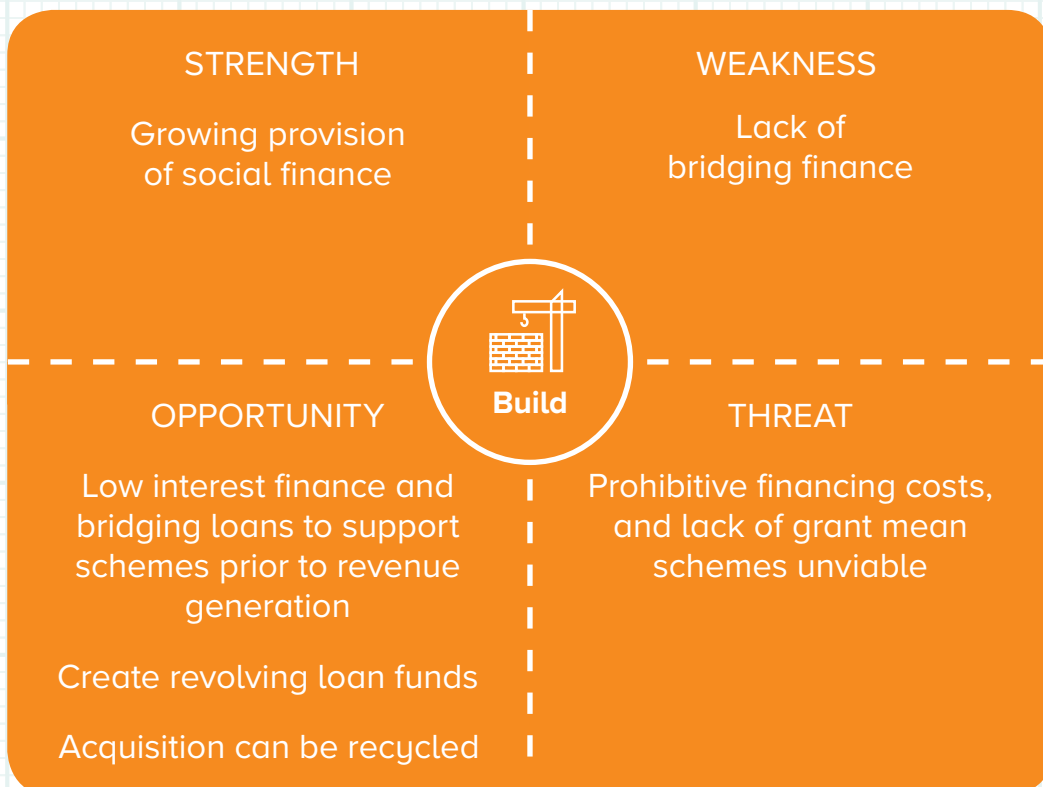 STRENGTH
Growing provision
of social finance
WEAKNESS
Lack of
bridging finance
Build
OPPORTUNITY
Low interest finance and
bridging loans to support
schemes prior to revenue
generation
Create revolving loan funds
Acquisition can be recycled
THREAT
Prohibitive financing costs,
and lack of grant mean
schemes unviable